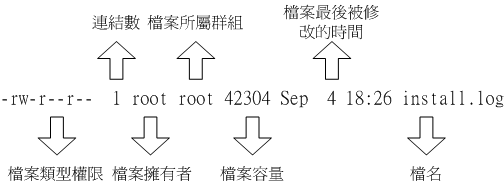 連結數 檔案所屬群組 檔案最後被修
改的時間
-rw-r--r-- 1 root root 42304 Sep 4 18:26 install.log
檔案類型權限 檔案擁有者 檔案容量 檔名